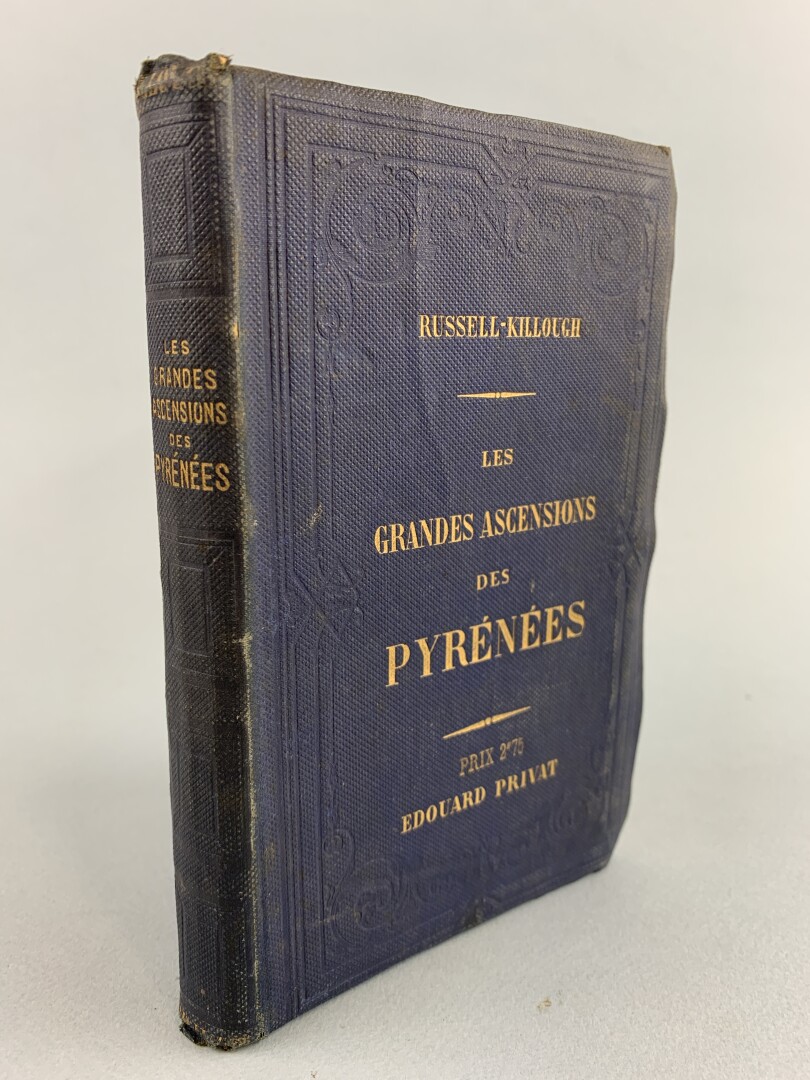 LES
GRANDES
ASCENSIONS
DES
PYRÉNÉES
RUSSELL-KILLOUGH
LES
GRANDES ASCENSIONS
DES
PYRÉNÉES
PRIX 2f75
EDOUARD PRIVAT